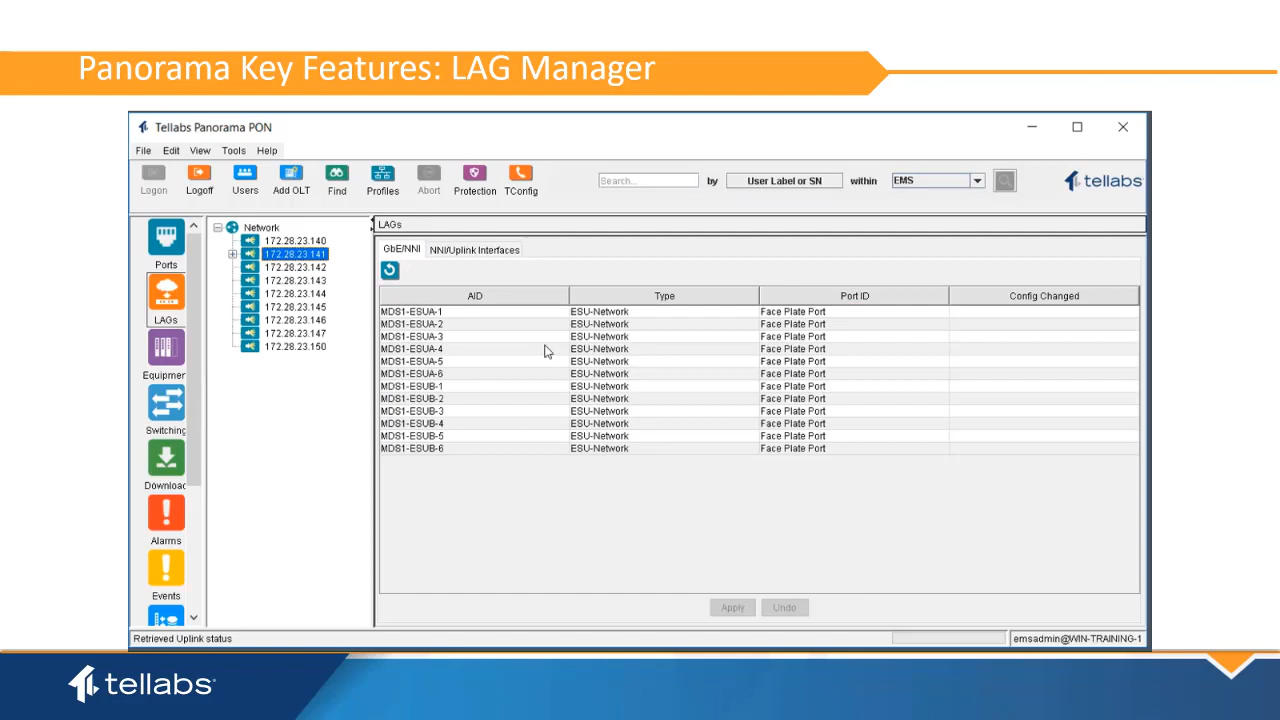 Panorama Key Features: LAG Manager
Tellabs Panorama PON
File Edit View Tools Help
Logon Logoff Users Add OLT Find Profiles Abort Protection TConfig
Search... by User Label or SN within EMS
tellabs
Ports
LAGs
Equipmen
Switching
Downloac
Alarms
Events
Network
172.28.23.140
172.28.23.141
172.28.23.142
172.28.23.143
172.28.23.144
172.28.23.145
172.28.23.146
172.28.23.147
172.28.23.150
LAGs
GbE/NNI NNI/Uplink Interfaces
AID Type Port ID Config Changed
MDS1-ESUA-1 ESU-Network Face Plate Port
MDS1-ESUA-2 ESU-Network Face Plate Port
MDS1-ESUA-3 ESU-Network Face Plate Port
MDS1-ESUA-4 ESU-Network Face Plate Port
MDS1-ESUA-5 ESU-Network Face Plate Port
MDS1-ESUA-6 ESU-Network Face Plate Port
MDS1-ESUB-1 ESU-Network Face Plate Port
MDS1-ESUB-2 ESU-Network Face Plate Port
MDS1-ESUB-3 ESU-Network Face Plate Port
MDS1-ESUB-4 ESU-Network Face Plate Port
MDS1-ESUB-5 ESU-Network Face Plate Port
MDS1-ESUB-6 ESU-Network Face Plate Port
Apply Undo
Retrieved Uplink status emsadmin@WIN-TRAINING-1
tellabs